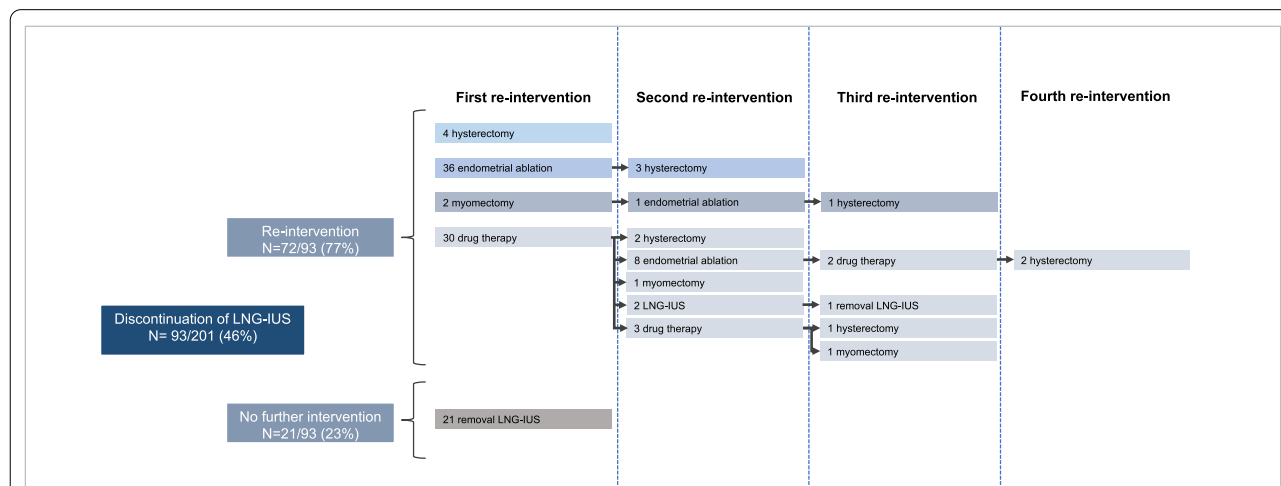 First re-intervention
Second re-intervention
Third re-intervention
Fourth re-intervention
4 hysterectomy
36 endometrial ablation
3 hysterectomy
2 myomectomy
1 endometrial ablation
1 hysterectomy
Re-intervention
N=72/93 (77%)
30 drug therapy
2 hysterectomy
8 endometrial ablation
2 drug therapy
2 hysterectomy
1 myomectomy
2 LNG-IUS
1 removal LNG-IUS
3 drug therapy
1 hysterectomy
1 myomectomy
Discontinuation of LNG-IUS
N= 93/201 (46%)
No further intervention
N=21/93 (23%)
21 removal LNG-IUS